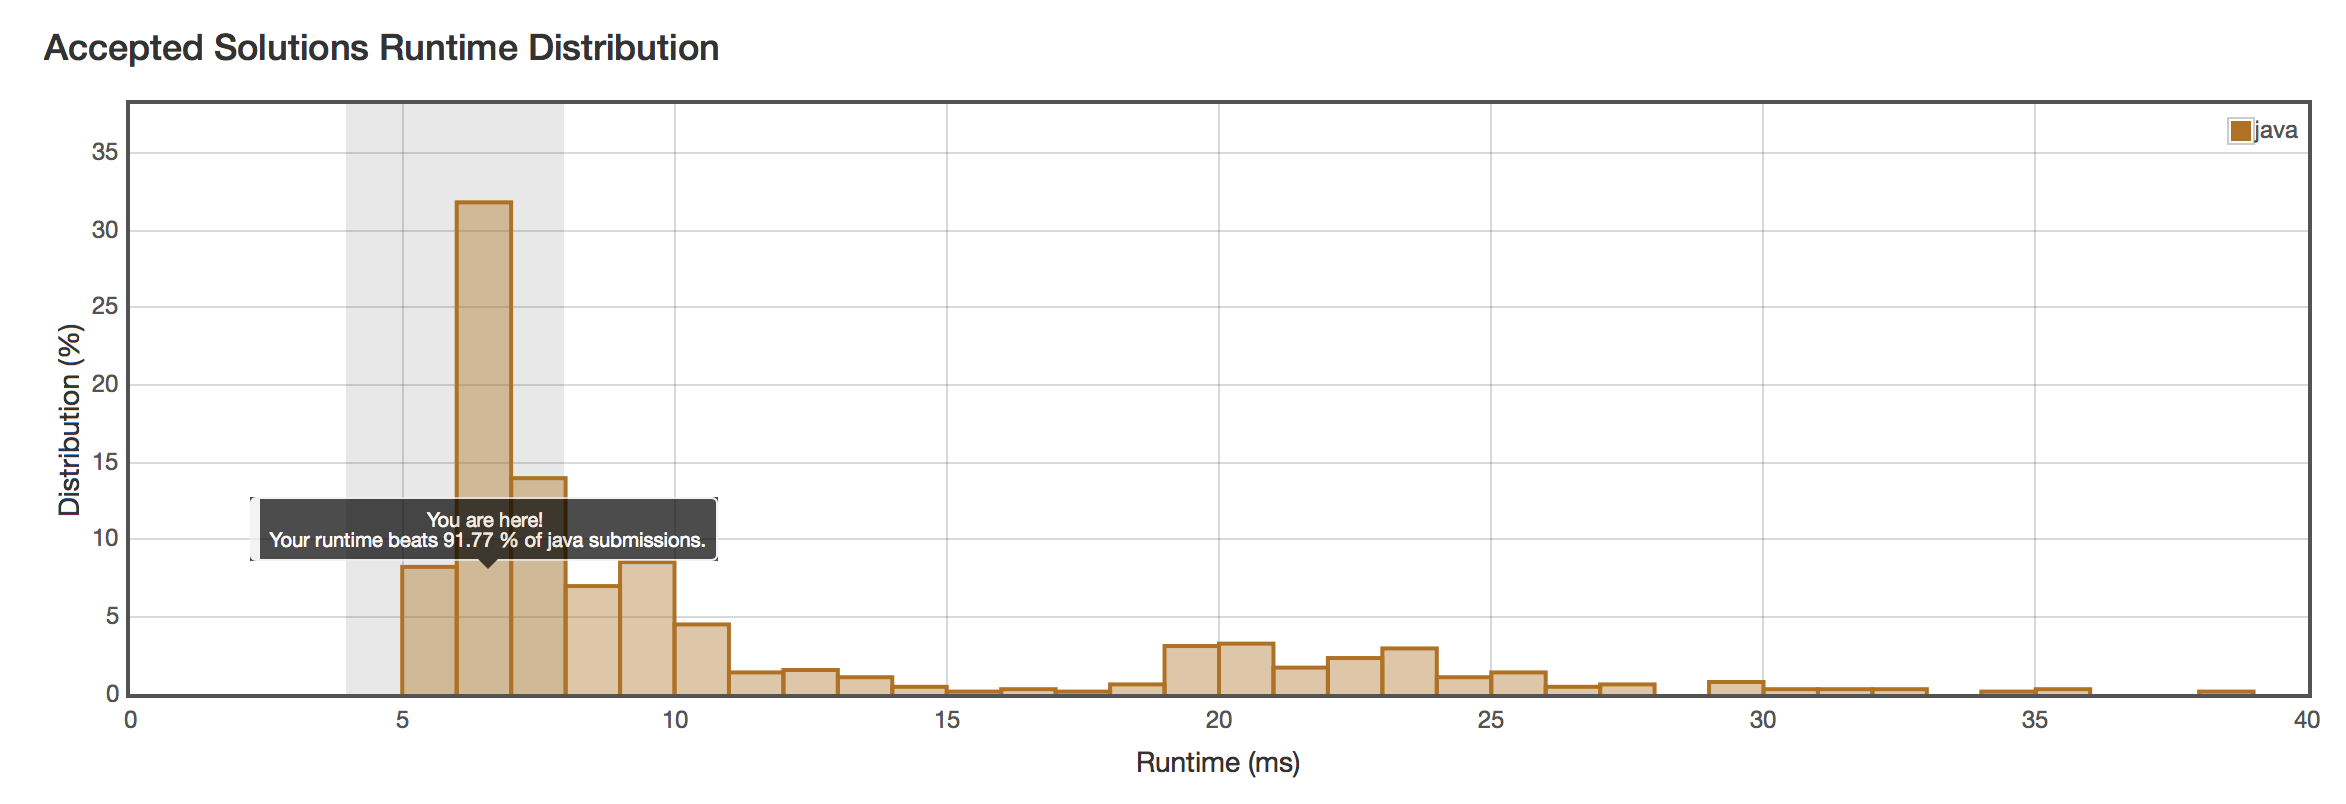 Accepted Solutions Runtime Distribution
java
35
30
25
20
15
10
5
0
Distribution (%)
You are here!
Your runtime beats 91.77 % of java submissions.
0 5 10 15 20 25 30 35 40
Runtime (ms)